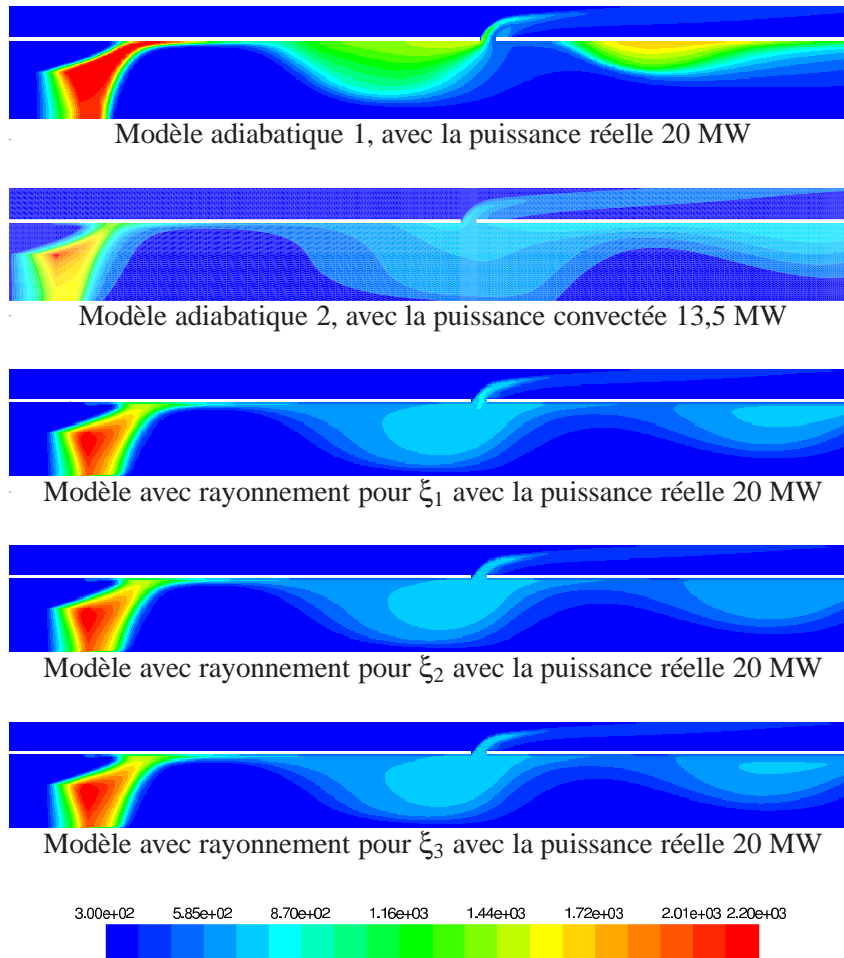 Modèle adiabatique 1, avec la puissance réelle 20 MW
Modèle adiabatique 2, avec la puissance convectée 13,5 MW
Modèle avec rayonnement pour ξ₁ avec la puissance réelle 20 MW
Modèle avec rayonnement pour ξ₂ avec la puissance réelle 20 MW
Modèle avec rayonnement pour ξ₃ avec la puissance réelle 20 MW
3.00e+02 5.85e+02 8.70e+02 1.16e+03 1.44e+03 1.72e+03 2.01e+03 2.20e+03